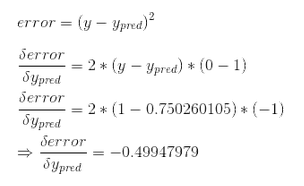 error = (y − y_pred)^2
δerror/δy_pred = 2 * (y − y_pred) * (0 − 1)
δerror/δy_pred = 2 * (1 − 0.750260105) * (−1)
⇒ δerror/δy_pred = −0.49947979